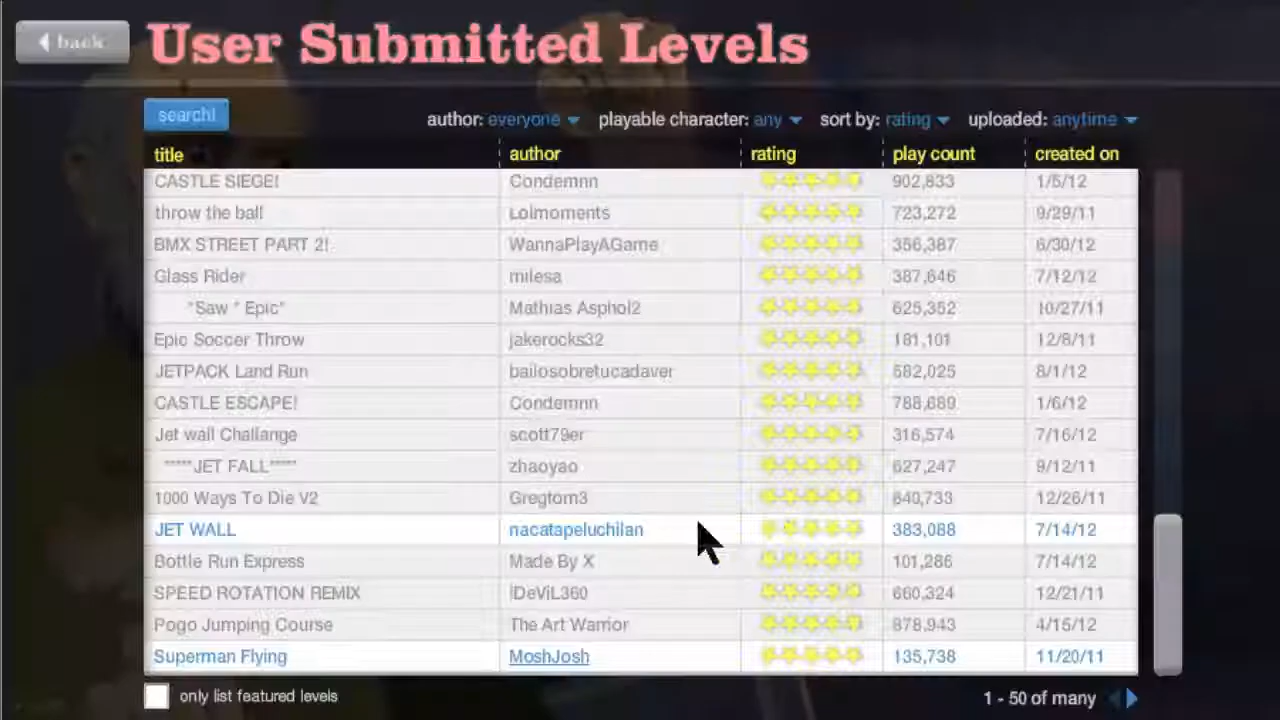 back
User Submitted Levels
search!
author: everyone playable character: any sort by: rating uploaded: anytime
title author rating play count created on
CASTLE SIEGE! Condemnn 902,833 1/5/12
throw the ball Lolmoments 723,272 9/29/11
BMX STREET PART 2! WannaPlayAGame 356,387 6/30/12
Glass Rider milesa 387,646 7/12/12
"Saw " Epic" Mathias Asphol2 625,352 10/27/11
Epic Soccer Throw jakerocks32 181,101 12/8/11
JETPACK Land Run bailosobretucadaver 582,025 8/1/12
CASTLE ESCAPE! Condemnn 788,689 1/6/12
Jet wall Challange scott79er 316,574 7/16/12
*****JET FALL***** zhaoyao 627,247 9/12/11
1000 Ways To Die V2 Gregtom3 640,733 12/26/11
JET WALL nacatapeluchilan 383,088 7/14/12
Bottle Run Express Made By X 101,286 7/14/12
SPEED ROTATION REMIX lDeViL360 660,324 12/21/11
Pogo Jumping Course The Art Warrior 878,943 4/15/12
Superman Flying MoshJosh 135,738 11/20/11
only list featured levels 1 - 50 of many